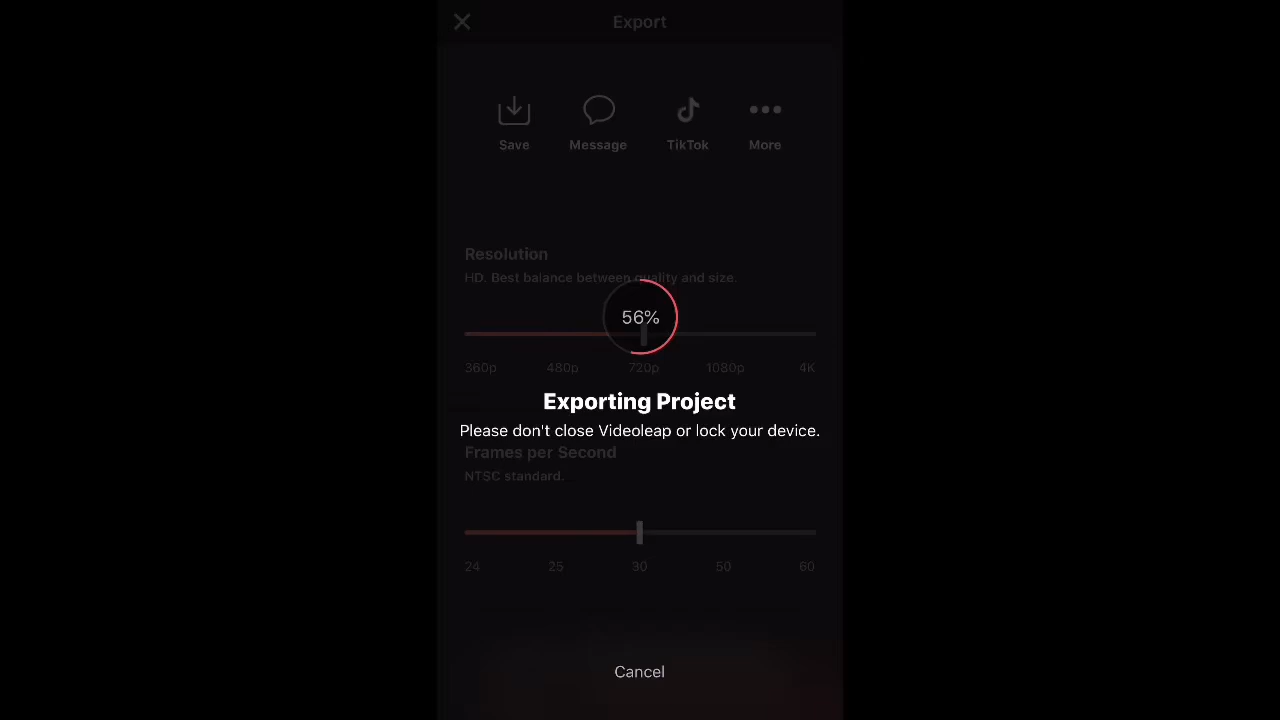 Export
Save Message TikTok More
Resolution
HD. Best balance between quality and size.
56%
360p 480p 720p 1080p 4K
Exporting Project
Please don't close Videoleap or lock your device.
Frames per Second
NTSC standard.
24 25 30 50 60
Cancel